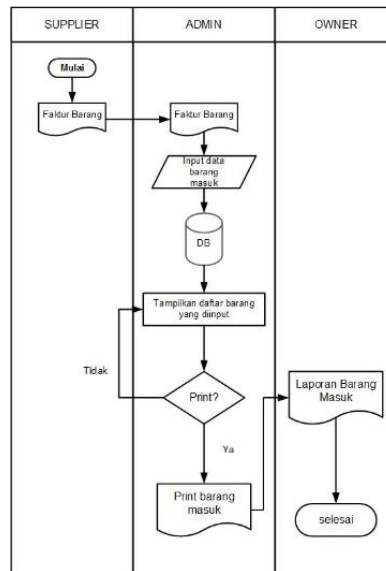 SUPPLIER
ADMIN
OWNER
Mulai
Faktur Barang
Faktur Barang
Input data
barang
masuk
DB
Tampilkan daftar barang
yang diinput
Tidak
Print?
Ya
Print barang
masuk
Laporan Barang
Masuk
selesai